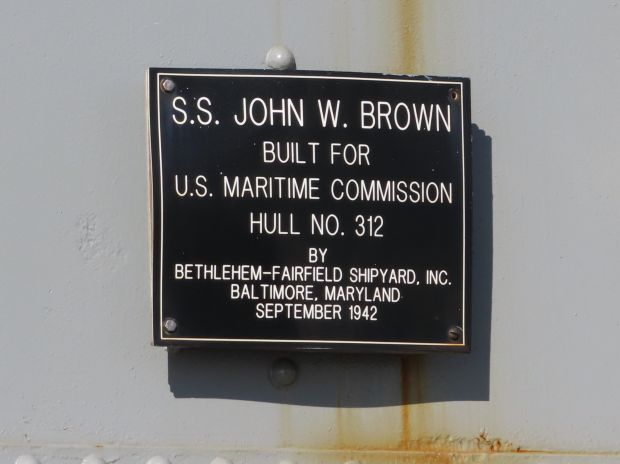 S.S. JOHN W. BROWN
BUILT FOR
U.S. MARITIME COMMISSION
HULL NO. 312
BY
BETHLEHEM-FAIRFIELD SHIPYARD, INC.
BALTIMORE, MARYLAND
SEPTEMBER 1942